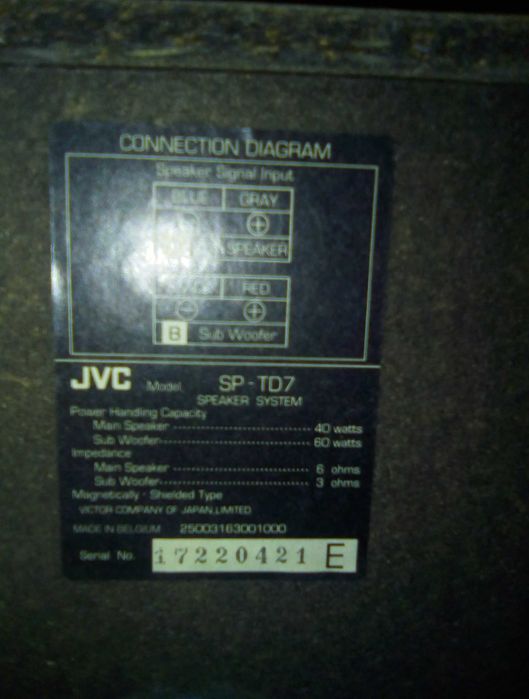 CONNECTION DIAGRAM
Speaker Signal Input
BLUE GRAY
⊖ ⊕
SPEAKER
RED
⊖ ⊕
B Sub Woofer
JVC Model SP-TD7
SPEAKER SYSTEM
Power Handling Capacity
Main Speaker 40 watts
Sub Woofer 60 watts
Impedance
Main Speaker 6 ohms
Sub Woofer 3 ohms
Magnetically-Shielded Type
VICTOR COMPANY OF JAPAN,LIMITED
MADE IN BELGIUM 25003163001000
Serial No. 17220421 E